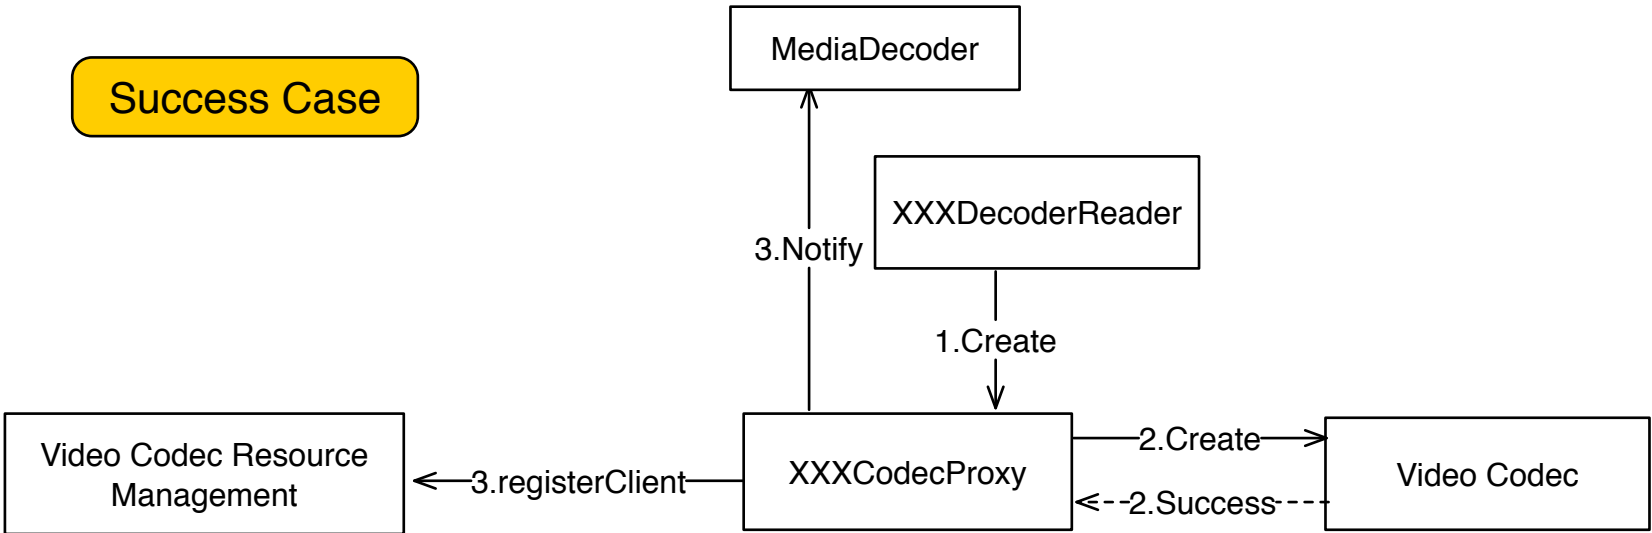 MediaDecoder
Success Case
XXXDecoderReader
3.Notify
1.Create
Video Codec Resource
Management
3.registerClient
XXXCodecProxy
2.Create
2.Success
Video Codec